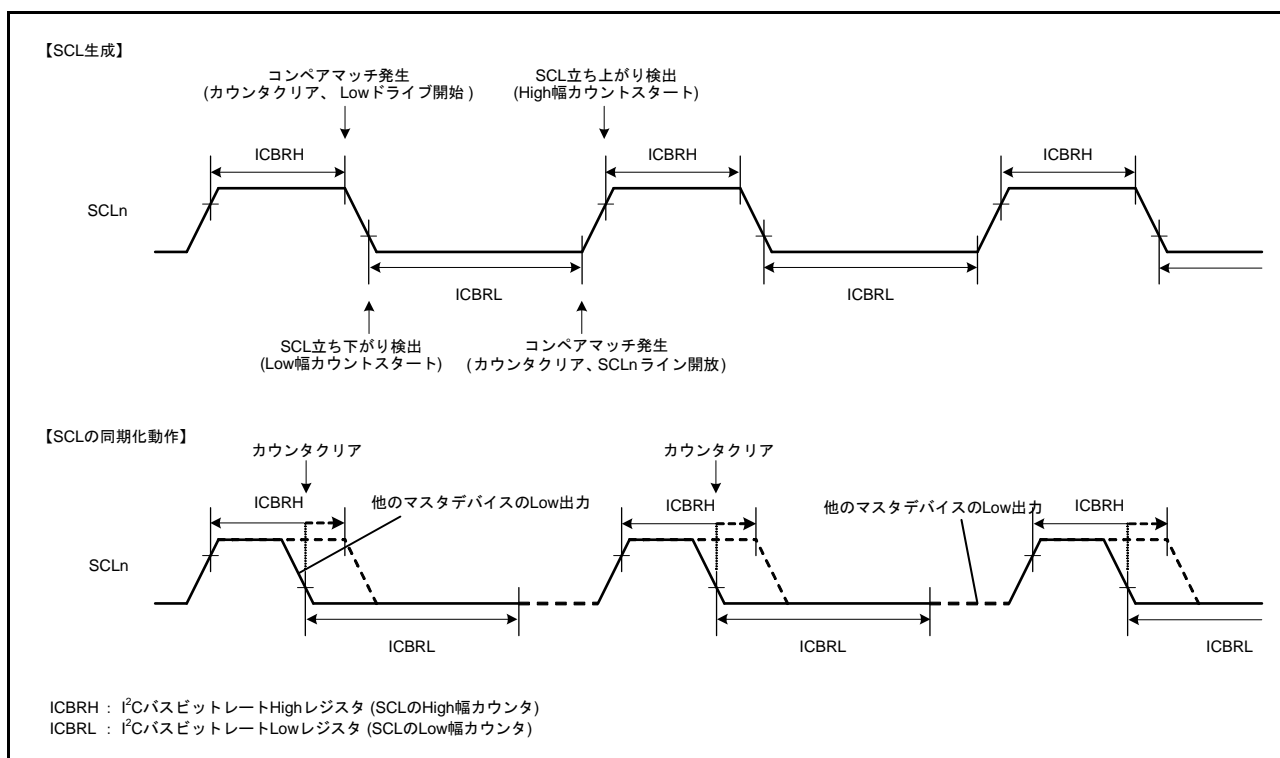 【SCL生成】
コンペアマッチ発生
(カウンタクリア、 Lowドライブ開始 )
SCL立ち上がり検出
(High幅カウントスタート)
ICBRH
ICBRH
ICBRH
SCLn
ICBRL
ICBRL
SCL立ち下がり検出
(Low幅カウントスタート)
コンペアマッチ発生
(カウンタクリア、SCLnライン開放)
【SCLの同期化動作】
カウンタクリア
カウンタクリア
ICBRH
他のマスタデバイスのLow出力
ICBRH
他のマスタデバイスのLow出力
ICBRH
SCLn
ICBRL
ICBRL
ICBRL
ICBRH : I²CバスビットレートHighレジスタ (SCLのHigh幅カウンタ)
ICBRL : I²CバスビットレートLowレジスタ (SCLのLow幅カウンタ)